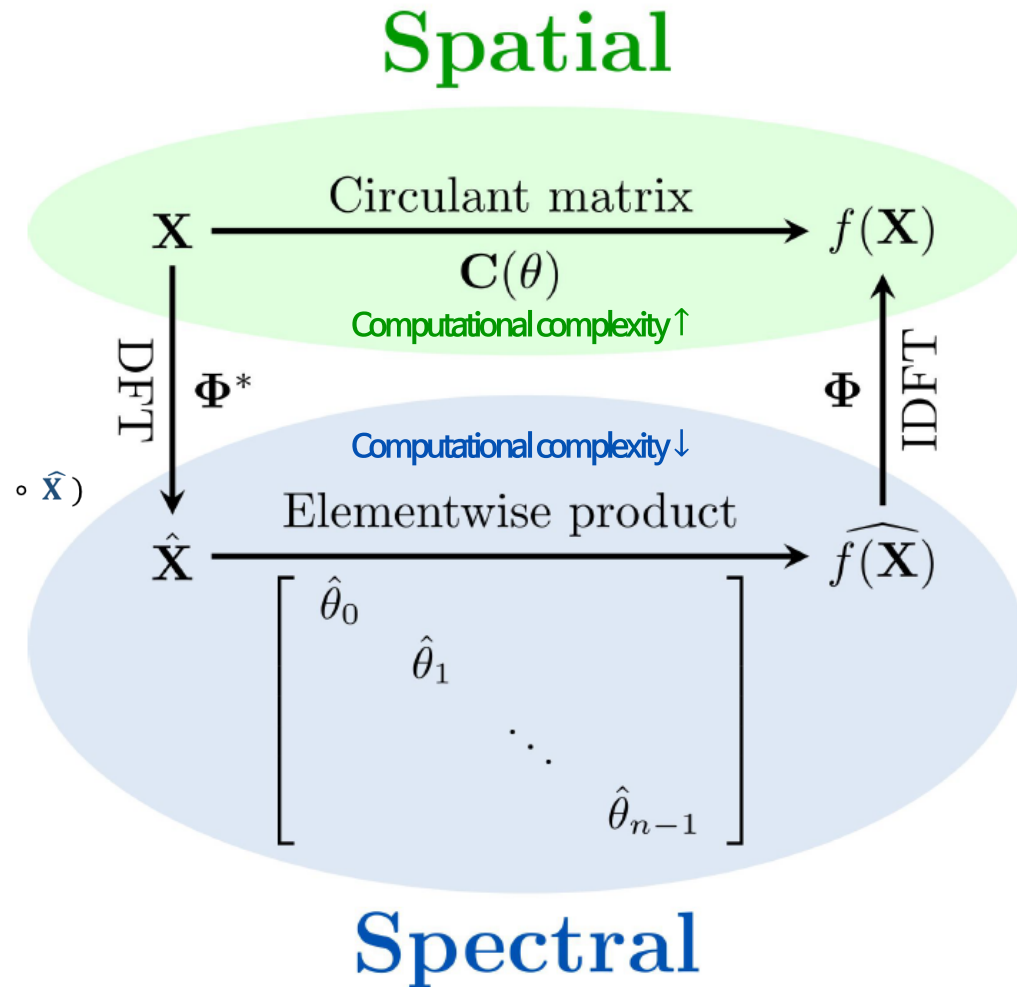 Spatial
Circulant matrix
X
f(X)
C(θ)
Computational complexity↑
DFT
Φ*
Φ
IDFT
Computational complexity↓
∘ X̂ )
Elementwise product
X̂
f(X)̂
θ̂₀
θ̂₁
⋱
θ̂ₙ₋₁
Spectral